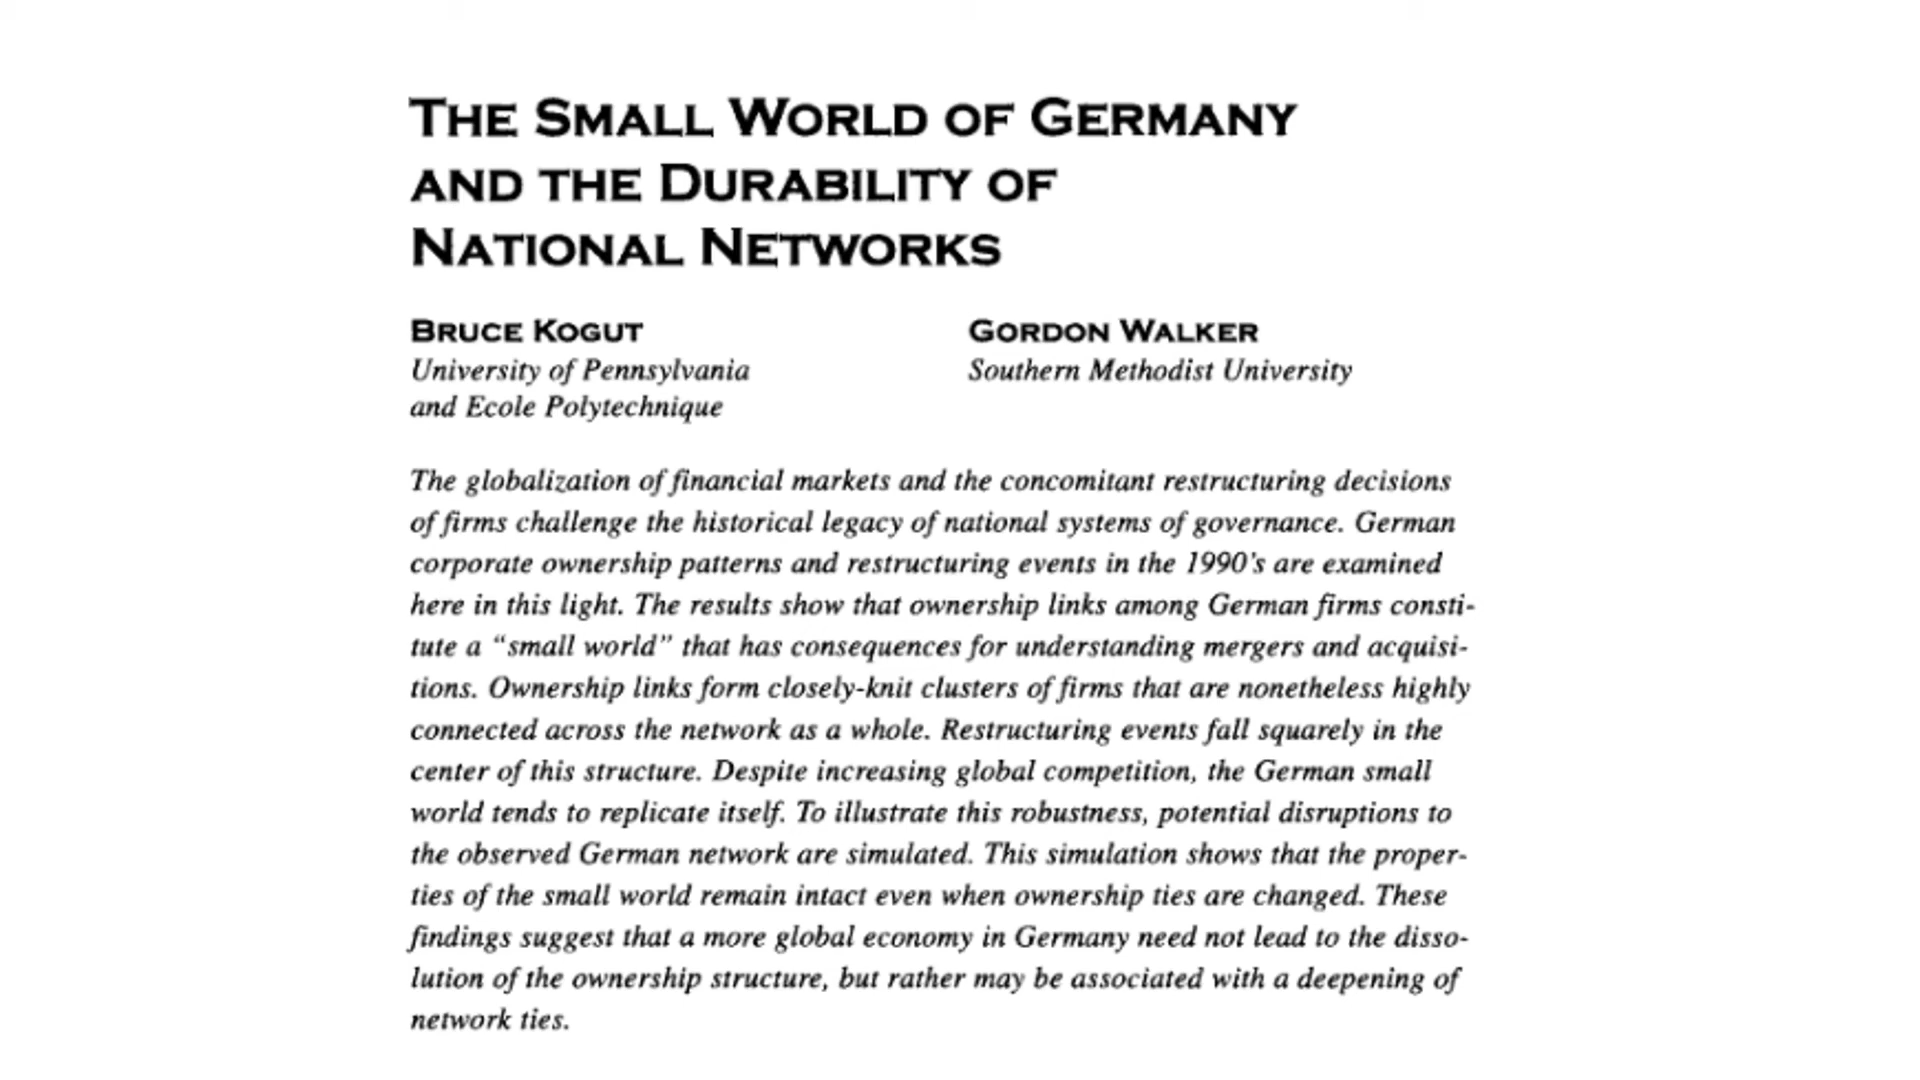 THE SMALL WORLD OF GERMANY
AND THE DURABILITY OF
NATIONAL NETWORKS
BRUCE KOGUT
University of Pennsylvania
and Ecole Polytechnique
GORDON WALKER
Southern Methodist University
The globalization of financial markets and the concomitant restructuring decisions
of firms challenge the historical legacy of national systems of governance. German
corporate ownership patterns and restructuring events in the 1990's are examined
here in this light. The results show that ownership links among German firms consti-
tute a “small world” that has consequences for understanding mergers and acquisi-
tions. Ownership links form closely-knit clusters of firms that are nonetheless highly
connected across the network as a whole. Restructuring events fall squarely in the
center of this structure. Despite increasing global competition, the German small
world tends to replicate itself. To illustrate this robustness, potential disruptions to
the observed German network are simulated. This simulation shows that the proper-
ties of the small world remain intact even when ownership ties are changed. These
findings suggest that a more global economy in Germany need not lead to the disso-
lution of the ownership structure, but rather may be associated with a deepening of
network ties.